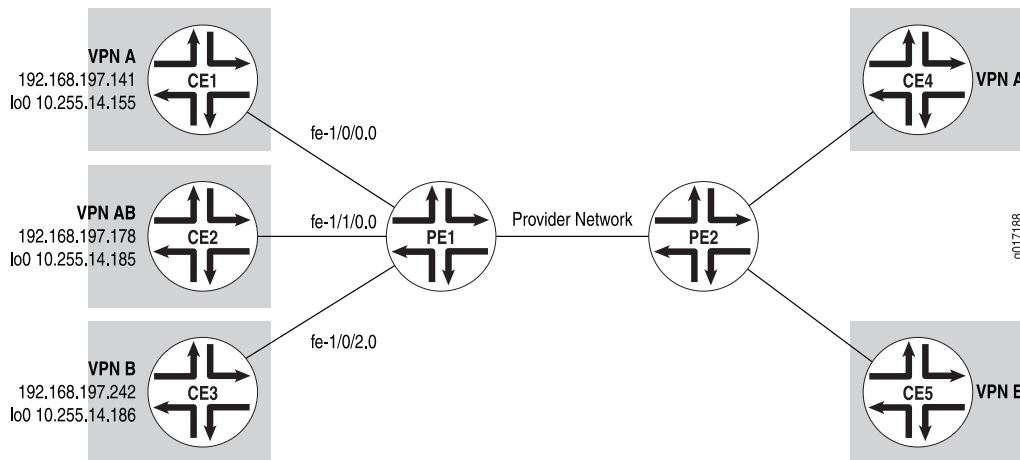 VPN A
192.168.197.141
lo0 10.255.14.155
CE1
fe-1/0/0.0
VPN AB
192.168.197.178
lo0 10.255.14.185
CE2
fe-1/1/0.0
PE1
Provider Network
PE2
VPN B
192.168.197.242
lo0 10.255.14.186
CE3
fe-1/0/2.0
CE4
VPN A
CE5
VPN B
g017188